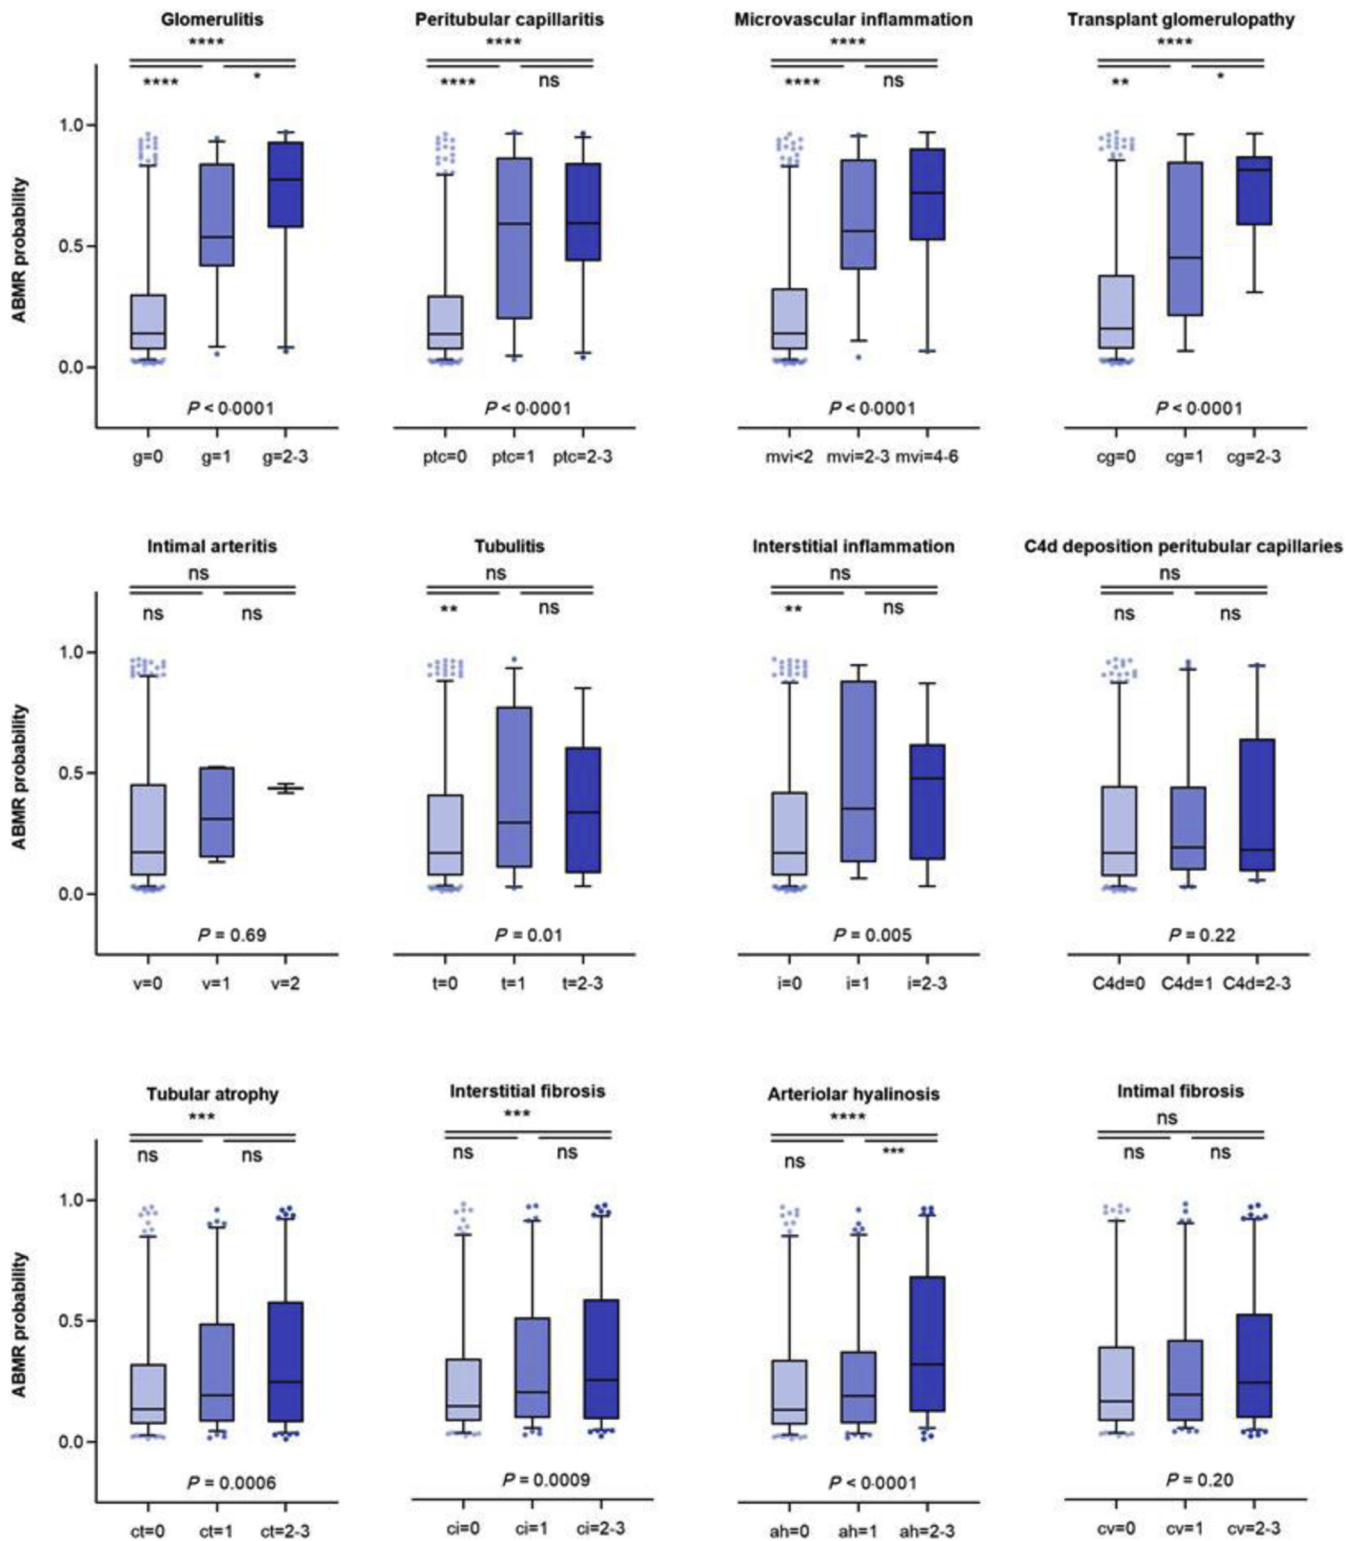 Glomerulitis
****
**** *
ABMR probability
1.0
0.5
0.0
P < 0·0001
g=0 g=1 g=2-3
Peritubular capillaritis
****
**** ns
P < 0·0001
ptc=0 ptc=1 ptc=2-3
Microvascular inflammation
****
**** ns
P < 0·0001
mvi<2 mvi=2-3 mvi=4-6
Transplant glomerulopathy
****
** *
P < 0·0001
cg=0 cg=1 cg=2-3
Intimal arteritis
ns
ns ns
ABMR probability
1.0
0.5
0.0
P = 0.69
v=0 v=1 v=2
Tubulitis
ns
** ns
P = 0.01
t=0 t=1 t=2-3
Interstitial inflammation
ns
** ns
P = 0.005
i=0 i=1 i=2-3
C4d deposition peritubular capillaries
ns
ns ns
P = 0.22
C4d=0 C4d=1 C4d=2-3
Tubular atrophy
***
ns ns
ABMR probability
1.0
0.5
0.0
P = 0.0006
ct=0 ct=1 ct=2-3
Interstitial fibrosis
***
ns ns
P = 0.0009
ci=0 ci=1 ci=2-3
Arteriolar hyalinosis
****
ns ***
P < 0·0001
ah=0 ah=1 ah=2-3
Intimal fibrosis
ns
ns ns
P = 0.20
cv=0 cv=1 cv=2-3